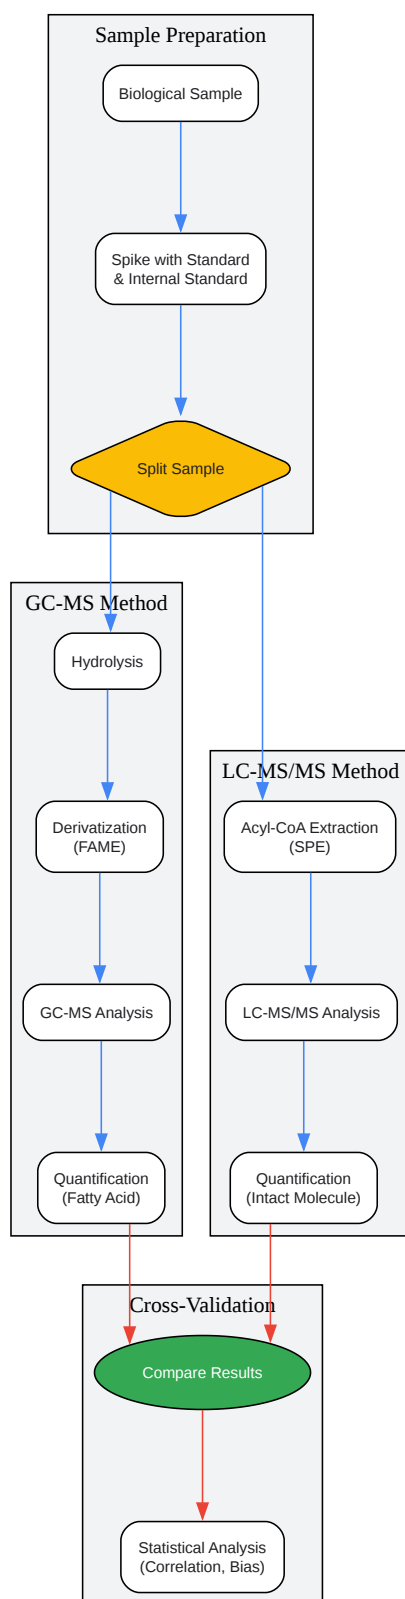 Sample Preparation
Biological Sample
Spike with Standard
& Internal Standard
Split Sample
GC-MS Method
Hydrolysis
Derivatization
(FAME)
GC-MS Analysis
Quantification
(Fatty Acid)
LC-MS/MS Method
Acyl-CoA Extraction
(SPE)
LC-MS/MS Analysis
Quantification
(Intact Molecule)
Cross-Validation
Compare Results
Statistical Analysis
(Correlation, Bias)